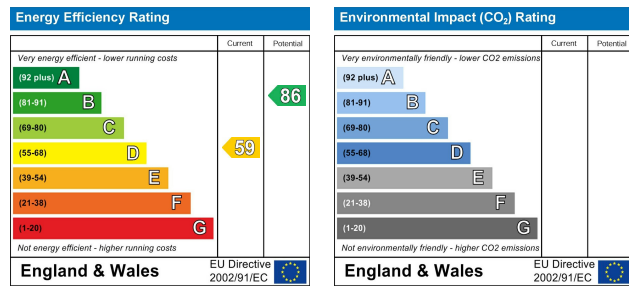 Energy Efficiency Rating
Current Potential
Very energy efficient - lower running costs
(92 plus) A
(81-91) B
(69-80) C
(55-68) D
(39-54) E
(21-38) F
(1-20) G
59
86
Not energy efficient - higher running costs
England & Wales
EU Directive
2002/91/EC
Environmental Impact (CO₂) Rating
Current Potential
Very environmentally friendly - lower CO2 emissions
(92 plus) A
(81-91) B
(69-80) C
(55-68) D
(39-54) E
(21-38) F
(1-20) G
Not environmentally friendly - higher CO2 emissions
England & Wales
EU Directive
2002/91/EC